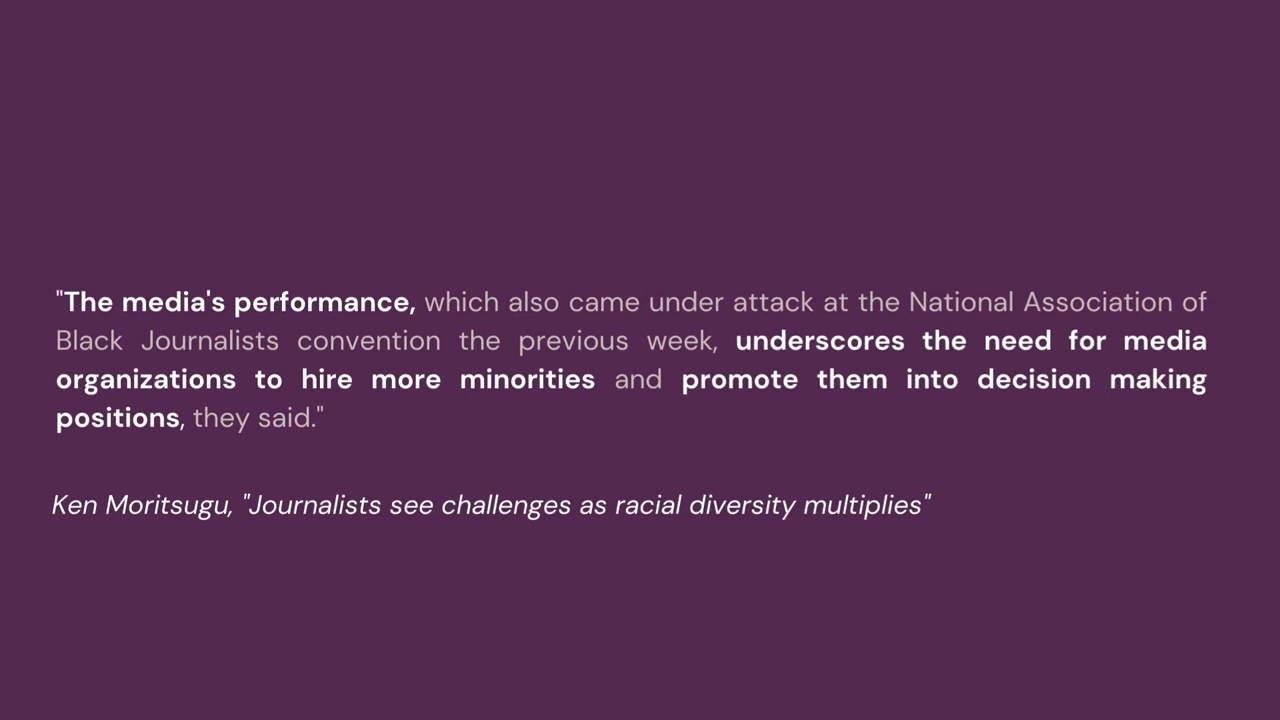 "The media's performance, which also came under attack at the National Association of
Black Journalists convention the previous week, underscores the need for media
organizations to hire more minorities and promote them into decision making
positions, they said."
Ken Moritsugu, "Journalists see challenges as racial diversity multiplies"